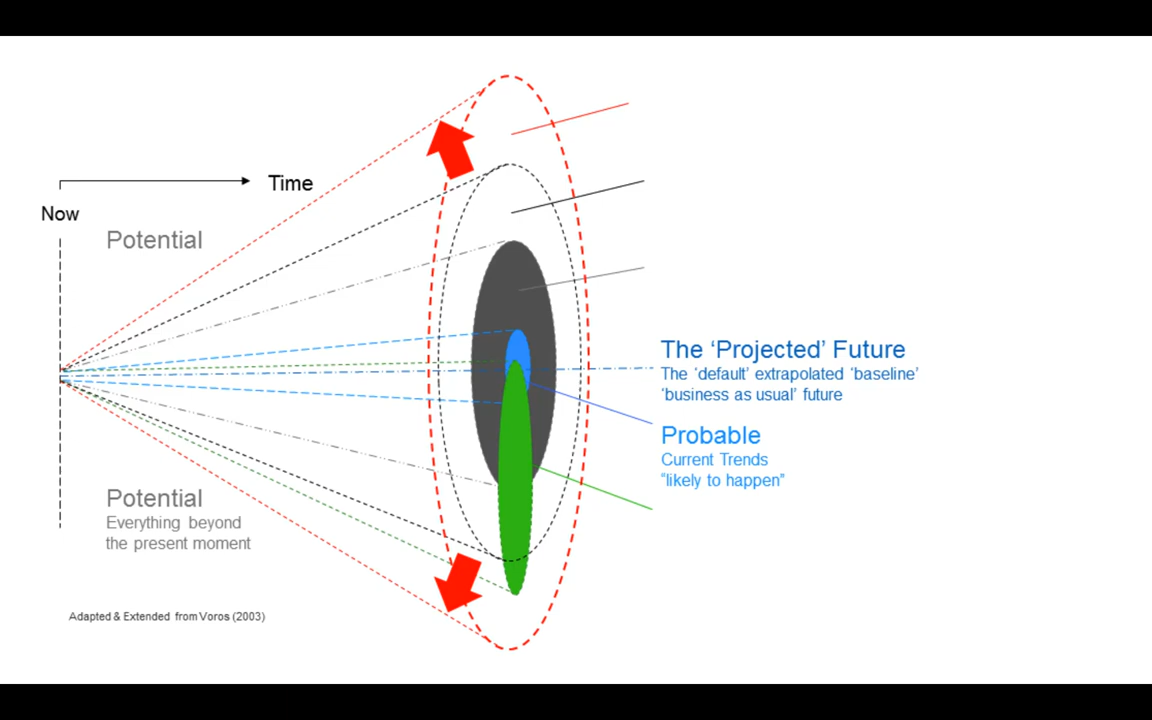 Time
Now
Potential
The ‘Projected’ Future
The ‘default’ extrapolated ‘baseline’
‘business as usual’ future
Probable
Current Trends
“likely to happen”
Potential
Everything beyond
the present moment
Adapted & Extended from Voros (2003)